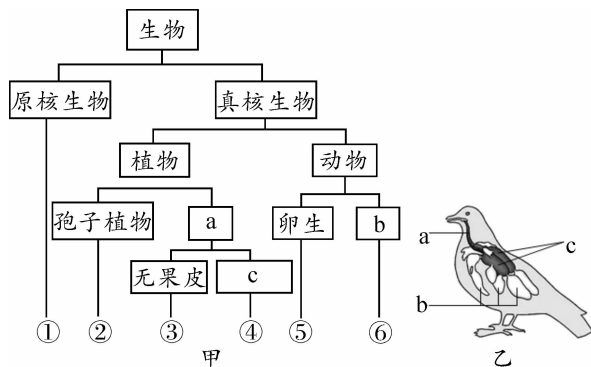 生物
原核生物 真核生物
植物 动物
孢子植物 a 卵生 b
无果皮 c
① ② ③ ④ ⑤ ⑥
甲
a c
b
乙